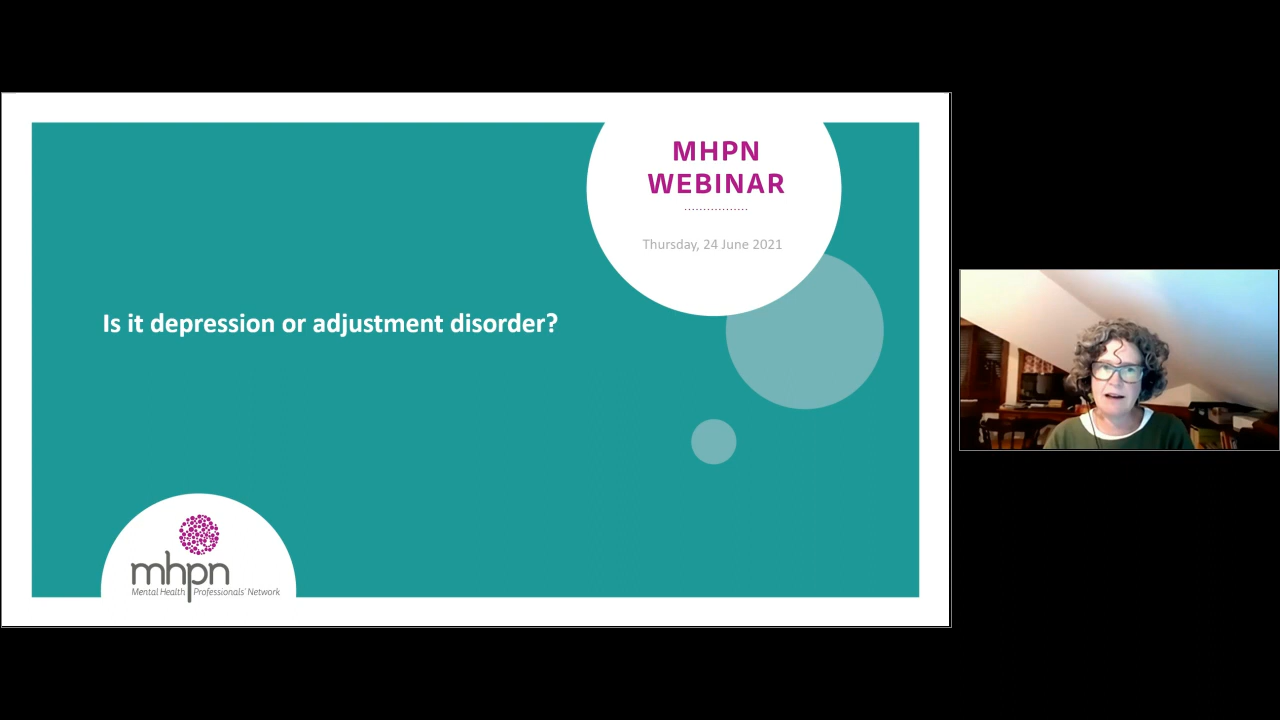 MHPN
WEBINAR
Thursday, 24 June 2021
Is it depression or adjustment disorder?
mhpn
Mental Health Professionals' Network